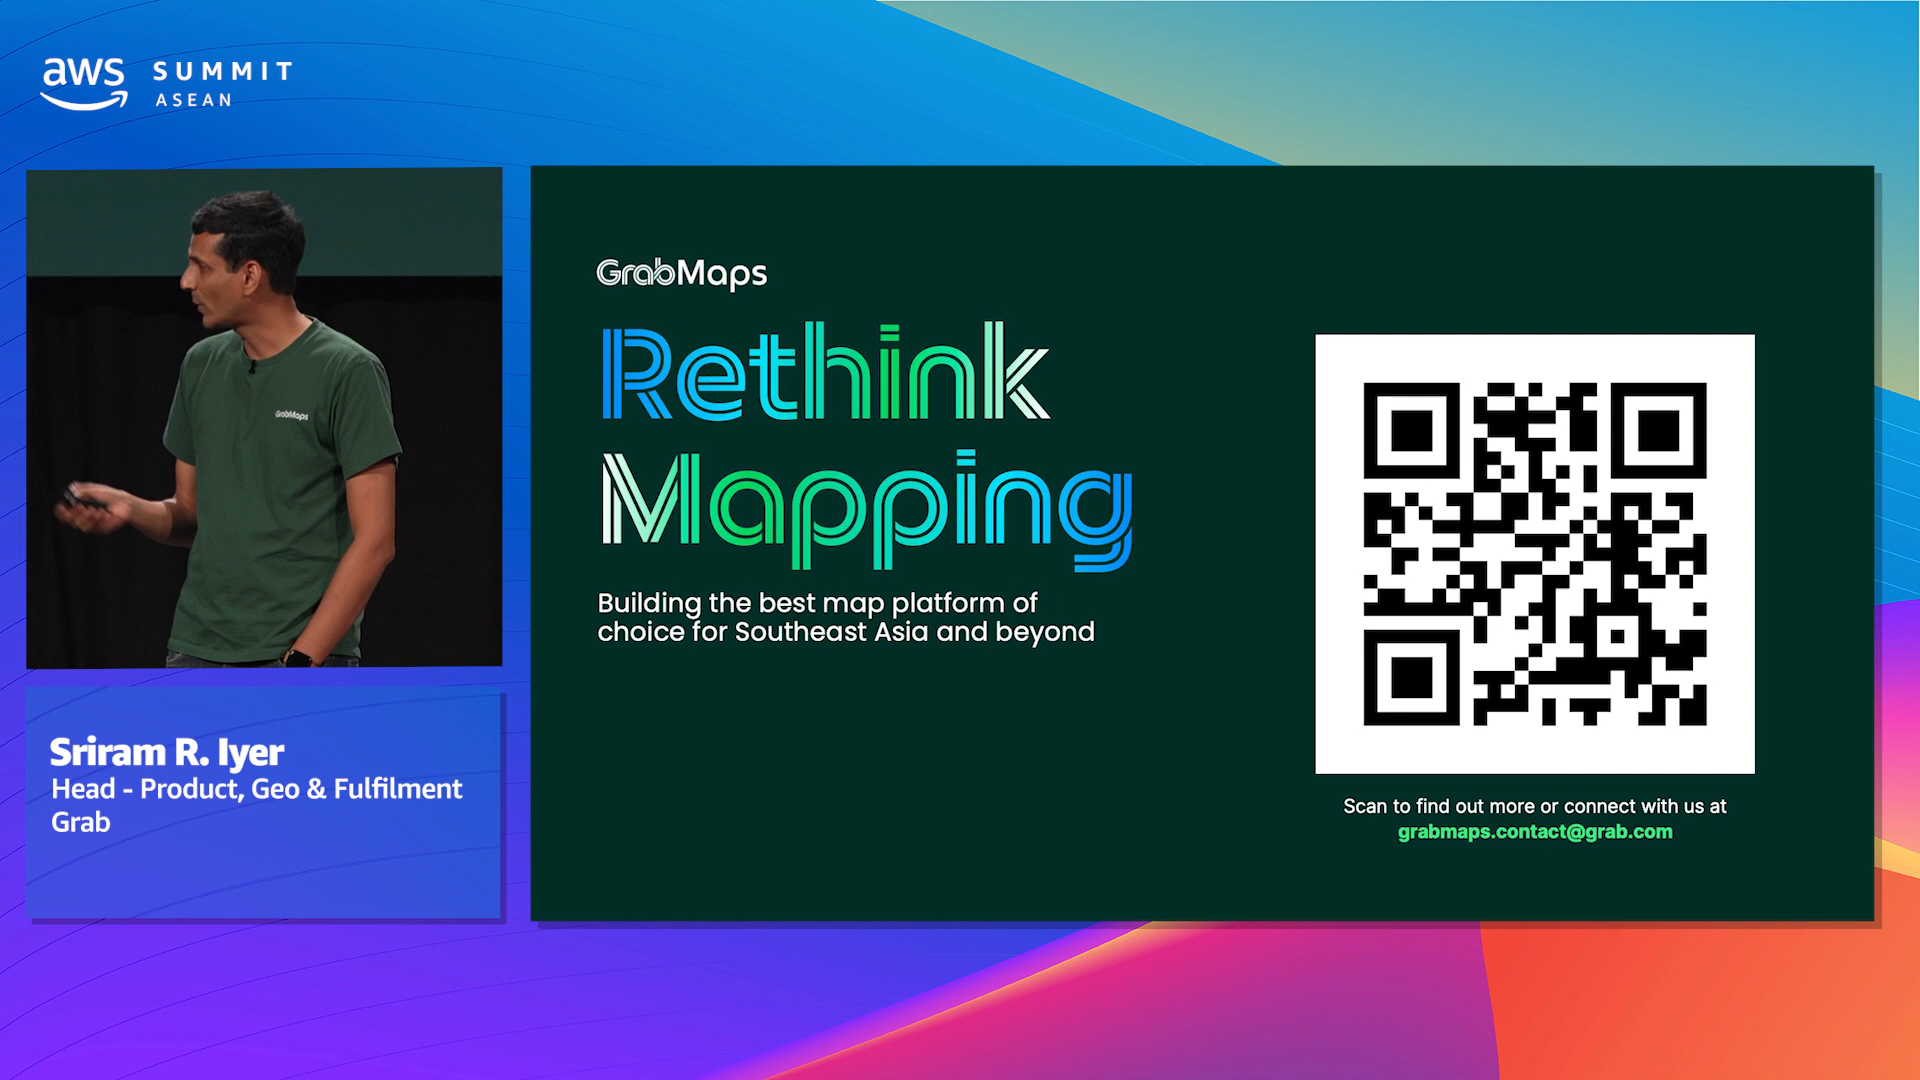 aws SUMMIT
ASEAN
GrabMaps
GrabMaps
Rethink
Mapping
Building the best map platform of
choice for Southeast Asia and beyond
Scan to find out more or connect with us at
grabmaps.contact@grab.com
Sriram R. Iyer
Head - Product, Geo & Fulfilment
Grab